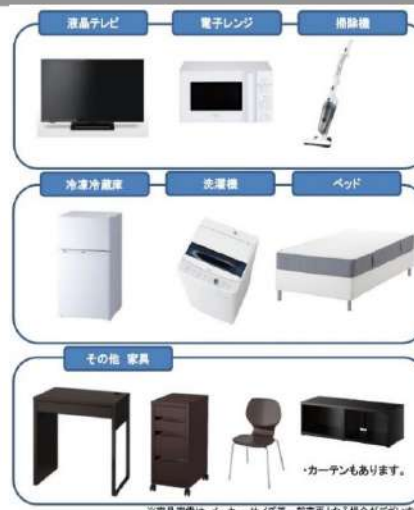 液晶テレビ
電子レンジ
掃除機
冷凍冷蔵庫
洗濯機
ベッド
その他 家具
・カーテンもあります。